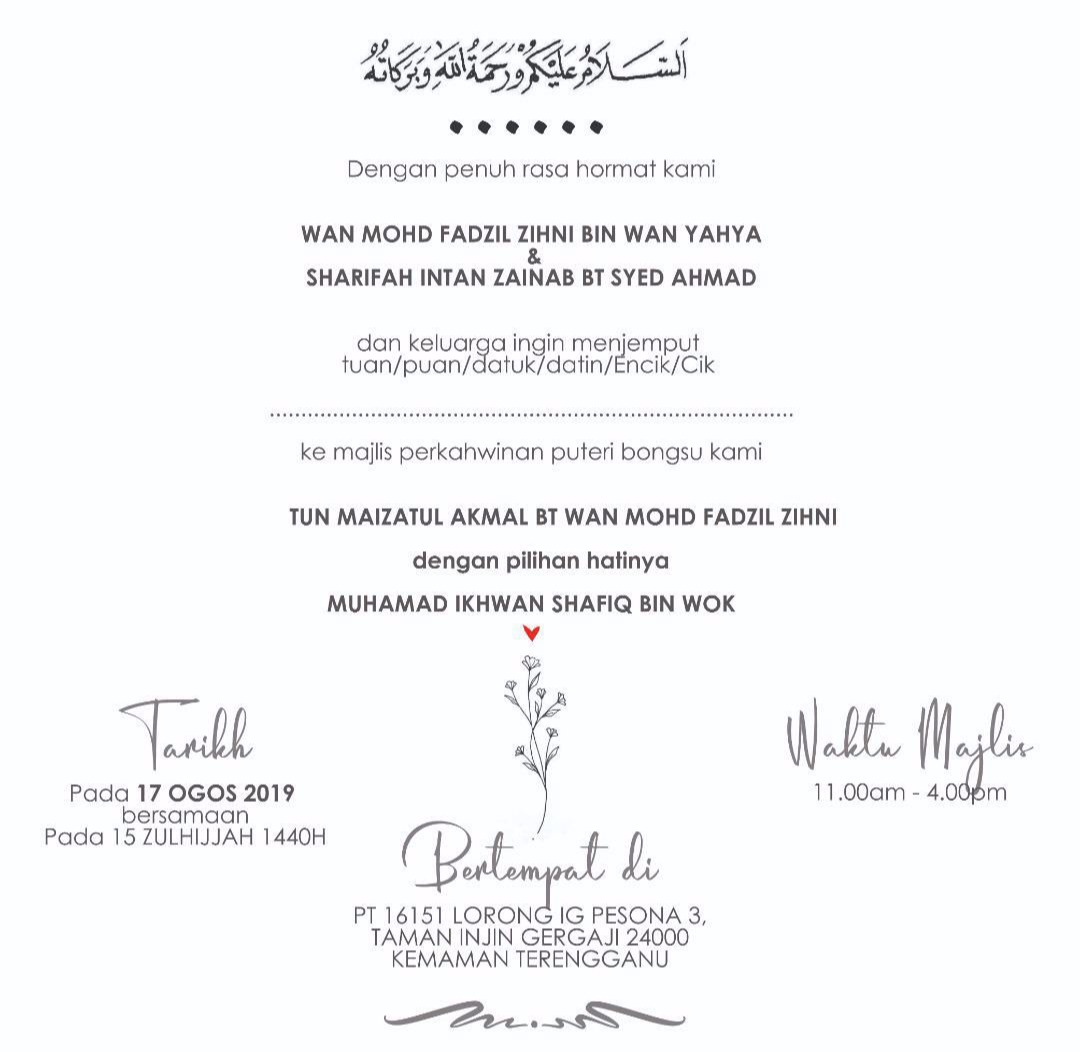 اَلسَّلَامُ عَلَيْكُمْ وَرَحْمَةُ اللهِ وَبَرَكَاتُهُ
Dengan penuh rasa hormat kami
WAN MOHD FADZIL ZIHNI BIN WAN YAHYA
&
SHARIFAH INTAN ZAINAB BT SYED AHMAD
dan keluarga ingin menjemput
tuan/puan/datuk/datin/Encik/Cik
....................................................................................
ke majlis perkahwinan puteri bongsu kami
TUN MAIZATUL AKMAL BT WAN MOHD FADZIL ZIHNI
dengan pilihan hatinya
MUHAMAD IKHWAN SHAFIQ BIN WOK
Tarikh
Pada 17 OGOS 2019
bersamaan
Pada 15 ZULHIJJAH 1440H
Waktu Majlis
11.00am - 4.00pm
Bertempat di
PT 16151 LORONG IG PESONA 3,
TAMAN INJIN GERGAJI 24000
KEMAMAN TERENGGANU